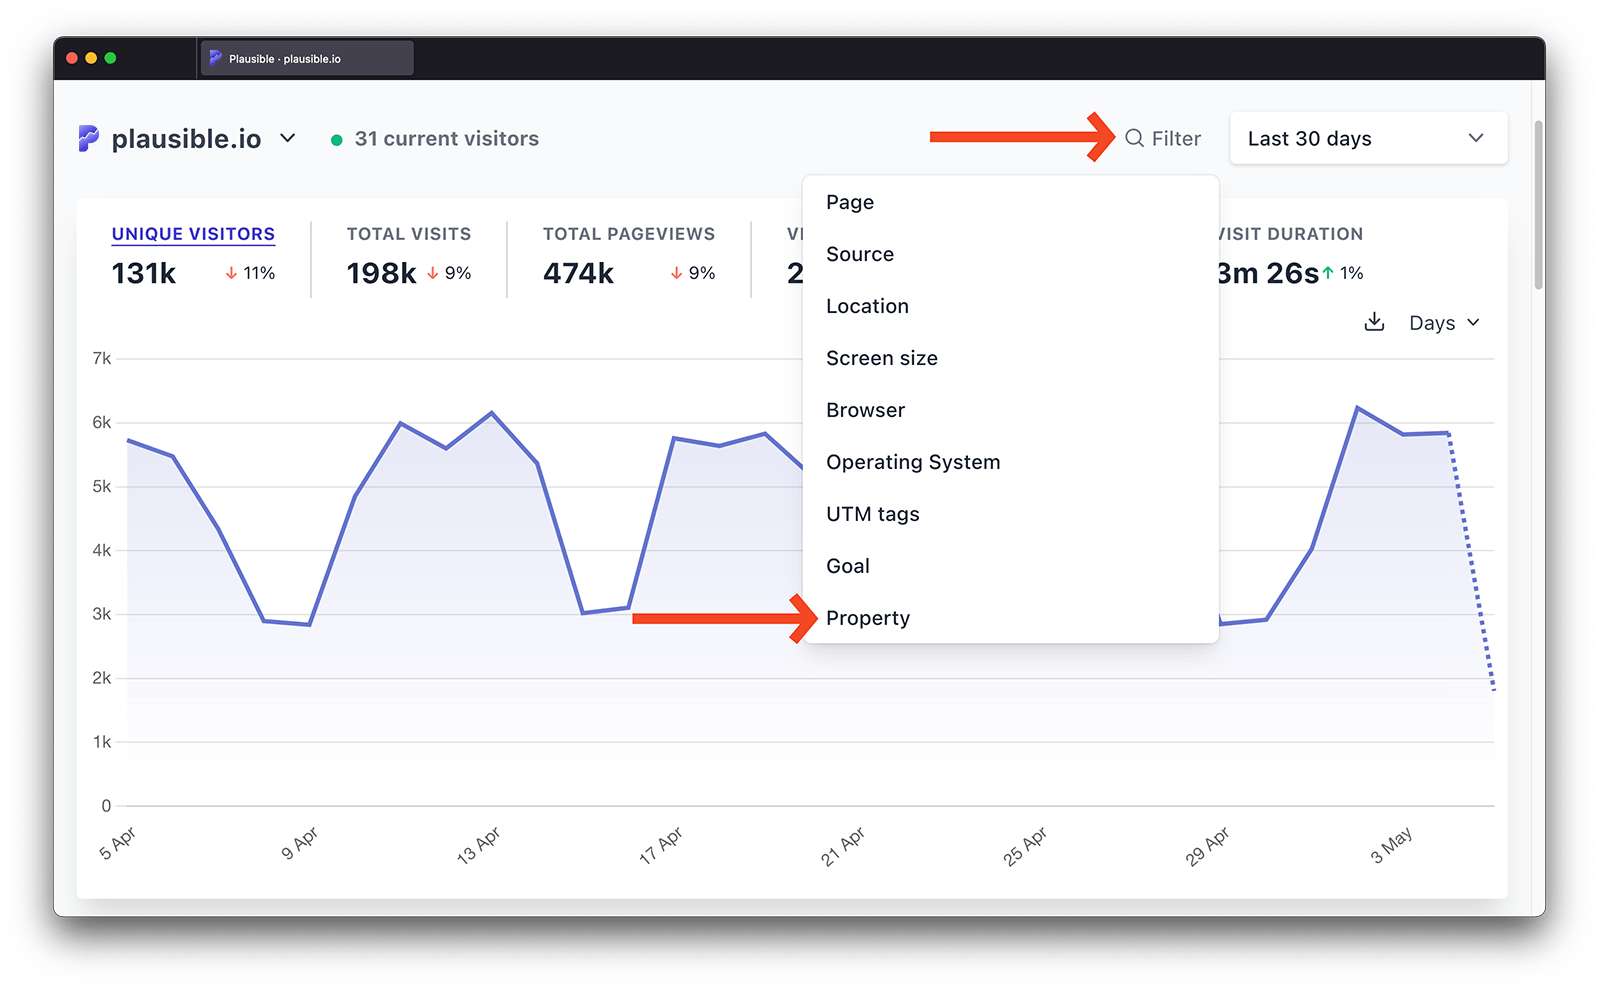 Plausible · plausible.io
plausible.io
31 current visitors
Filter
Last 30 days
UNIQUE VISITORS
131k
11%
TOTAL VISITS
198k
9%
TOTAL PAGEVIEWS
474k
9%
VISIT DURATION
3m 26s
1%
Page
Source
Location
Screen size
Browser
Operating System
UTM tags
Goal
Property
Days
7k
6k
5k
4k
3k
2k
1k
0
5 Apr
9 Apr
13 Apr
17 Apr
21 Apr
25 Apr
29 Apr
3 May